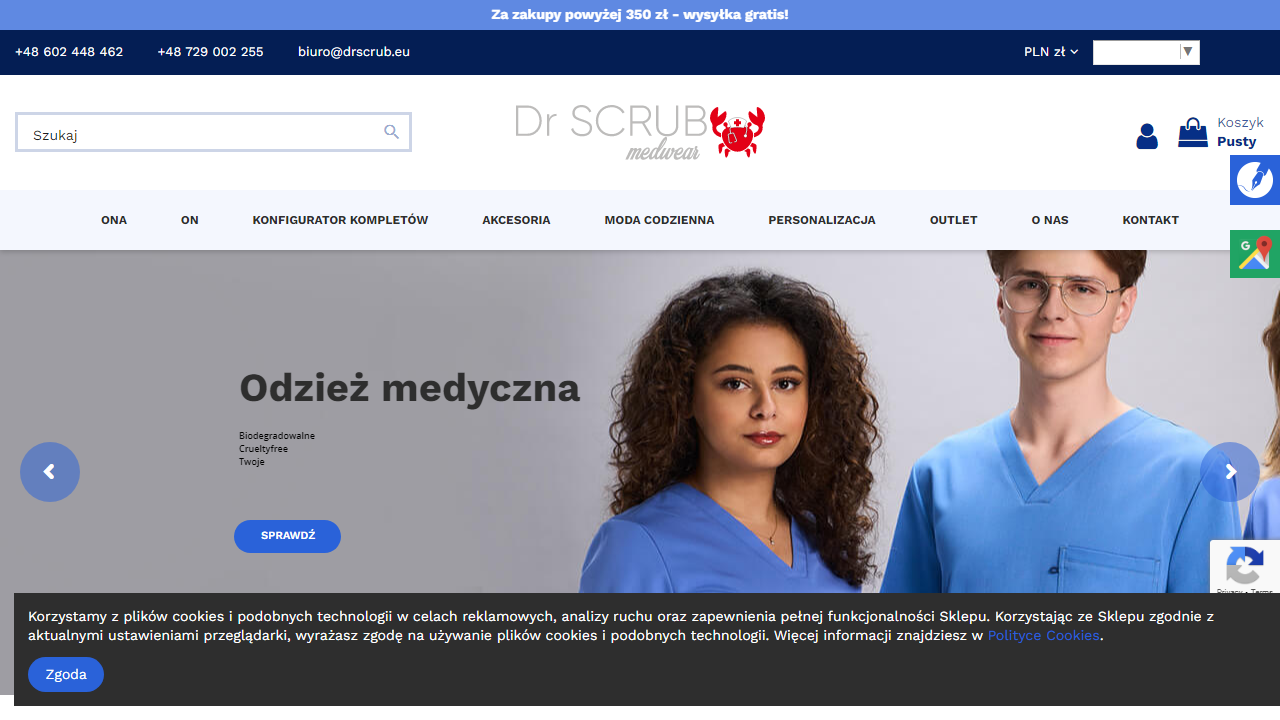 Za zakupy powyżej 350 zł - wysyłka gratis!
+48 602 448 462
+48 729 002 255
biuro@drscrub.eu
PLN zł
Szukaj
Dr SCRUB
medwear
Koszyk
Pusty
ONA
ON
KONFIGURATOR KOMPLETÓW
AKCESORIA
MODA CODZIENNA
PERSONALIZACJA
OUTLET
O NAS
KONTAKT
G
Odzież medyczna
Biodegradowalne
Crueltyfree
Twoje
SPRAWDŹ
Privacy - Terms
Korzystamy z plików cookies i podobnych technologii w celach reklamowych, analizy ruchu oraz zapewnienia pełnej funkcjonalności Sklepu. Korzystając ze Sklepu zgodnie z
aktualnymi ustawieniami przeglądarki, wyrażasz zgodę na używanie plików cookies i podobnych technologii. Więcej informacji znajdziesz w Polityce Cookies.
Zgoda